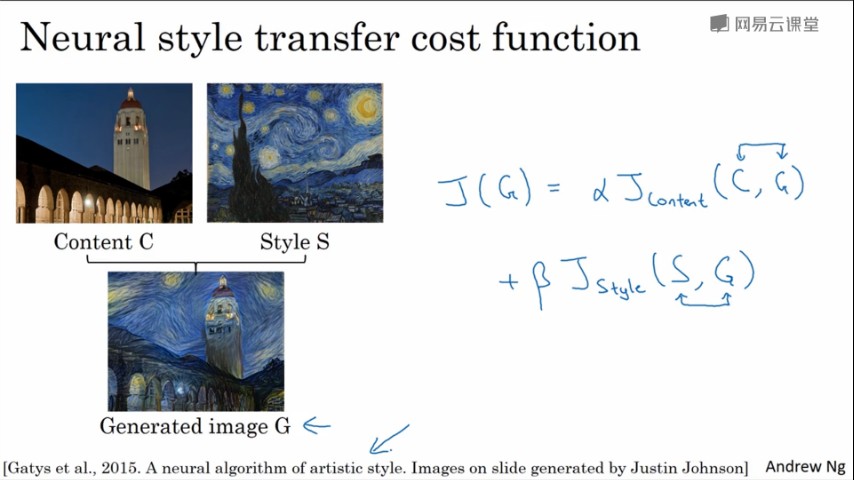 Neural style transfer cost function
网易云课堂
Content C
Style S
J(G) = α J_Content (C, G)
+ β J_Style (S, G)
Generated image G
[Gatys et al., 2015. A neural algorithm of artistic style. Images on slide generated by Justin Johnson]
Andrew Ng